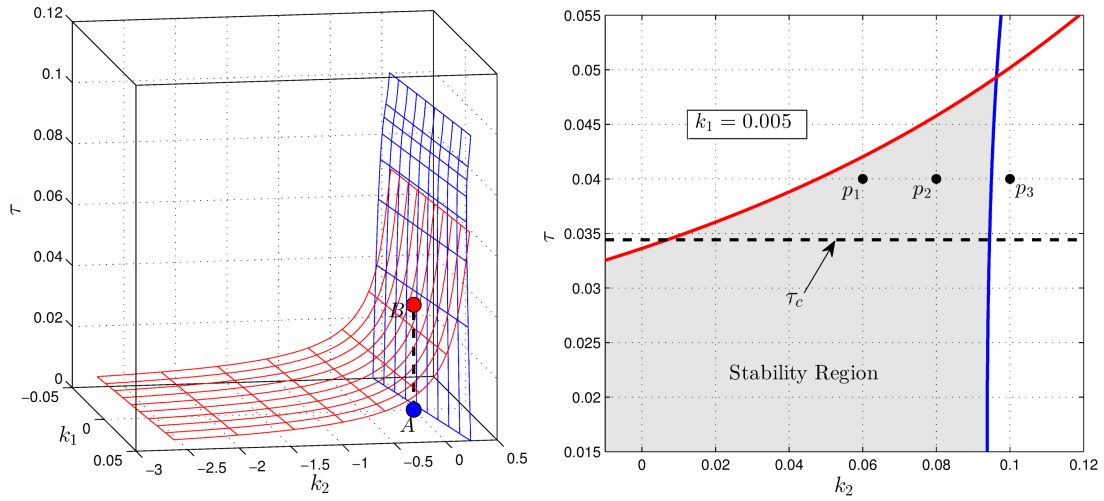 0.12
0.1
0.08
0.06
0.04
0.02
0
τ
B
A
−0.05
0
0.05
k₁
−3
−2.5
−2
−1.5
−1
−0.5
0
0.5
k₂
0.055
0.05
0.045
0.04
0.035
0.03
0.025
0.02
0.015
τ
k₁ = 0.005
p₁
p₂
p₃
τ_c
Stability Region
0
0.02
0.04
0.06
0.08
0.1
0.12
k₂